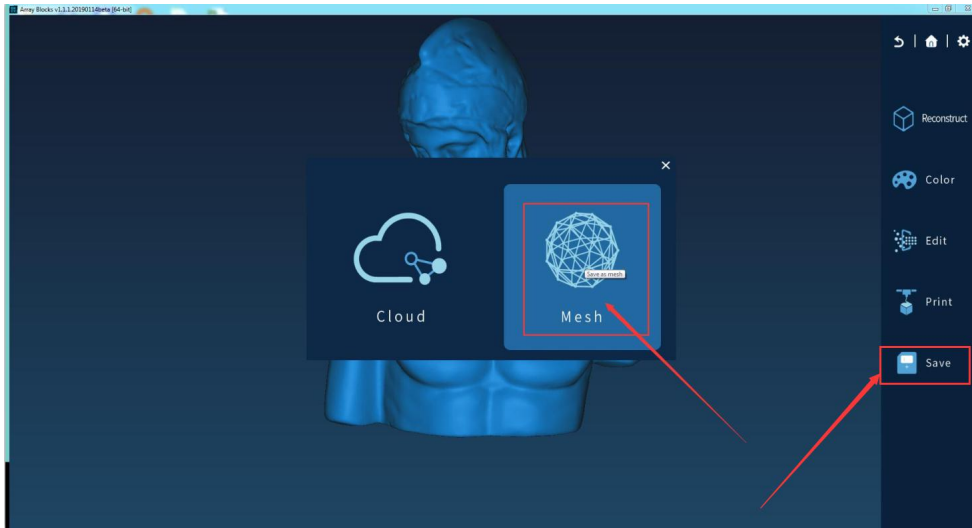 Array Blocks v1.1.1.20190114beta [64-bit]
Reconstruct
Color
Edit
Print
Save
Save as mesh
Cloud
Mesh